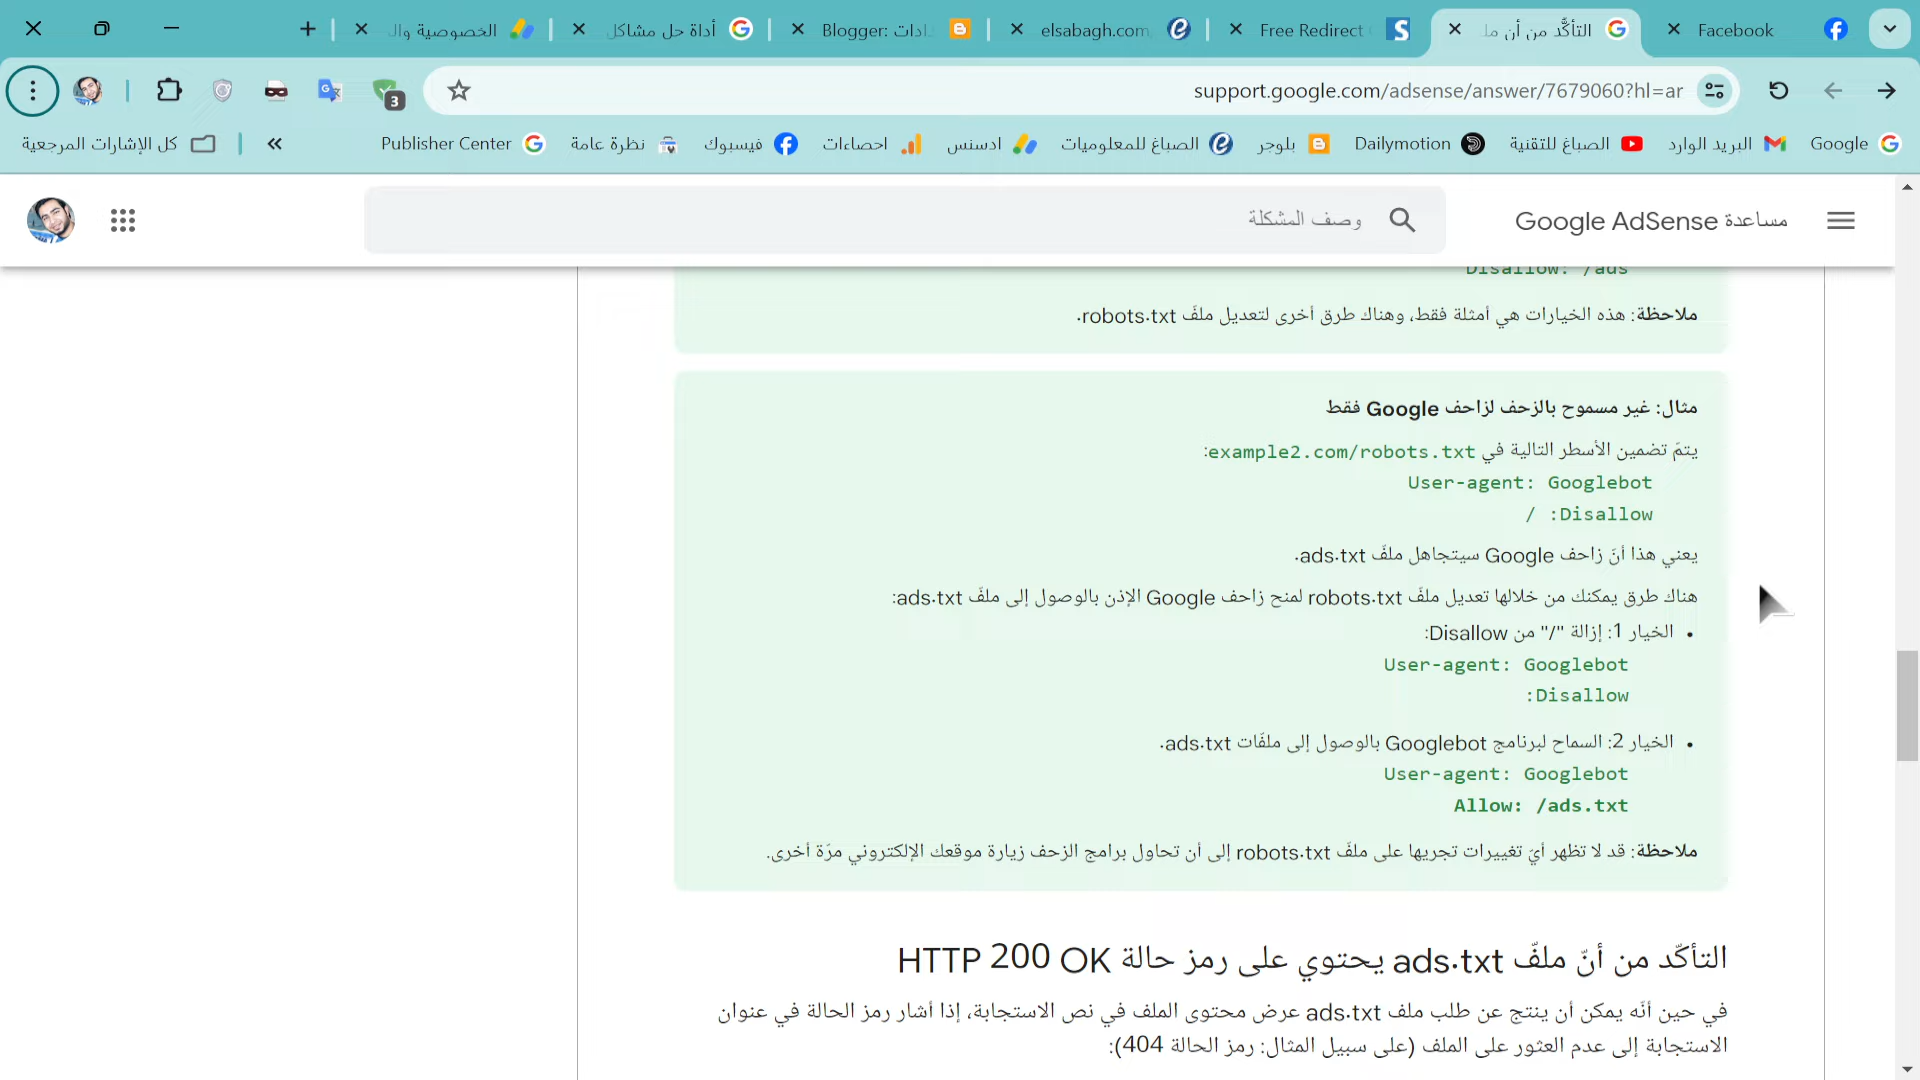 Facebook
التأكُّد من أن ما
Free Redirect
elsabagh.com
Blogger:
أداة حل مشاكل
الخصوصية وال
support.google.com/adsense/answer/7679060?hl=ar
3
Google
البريد الوارد
الصباغ للتقنية
Dailymotion
بلوجر
الصباغ للمعلوميات
ادسنس
احصاءات
فيسبوك
نظرة عامة
Publisher Center
كل الإشارات المرجعية
مساعدة Google AdSense
وصف المشكلة
Disallow: /ads
ملاحظة: هذه الخيارات هي أمثلة فقط، وهناك طرق أخرى لتعديل ملفّ robots.txt.
مثال: غير مسموح بالزحف لزاحف Google فقط
يتمّ تضمين الأسطر التالية في example2.com/robots.txt:
User-agent: Googlebot
Disallow: /
يعني هذا أنّ زاحف Google سيتجاهل ملفّ ads.txt.
هناك طرق يمكنك من خلالها تعديل ملفّ robots.txt لمنح زاحف Google الإذن بالوصول إلى ملفّ ads.txt:
• الخيار 1: إزالة "/" من Disallow:
User-agent: Googlebot
Disallow:
• الخيار 2: السماح لبرنامج Googlebot بالوصول إلى ملفّات ads.txt.
User-agent: Googlebot
Allow: /ads.txt
ملاحظة: قد لا تظهر أيّ تغييرات تجريها على ملفّ robots.txt إلى أن تحاول برامج الزحف زيارة موقعك الإلكتروني مرّة أخرى.
التأكّد من أنّ ملفّ ads.txt يحتوي على رمز حالة HTTP 200 OK
في حين أنّه يمكن أن ينتج عن طلب ملف ads.txt عرض محتوى الملف في نص الاستجابة، إذا أشار رمز الحالة في عنوان
الاستجابة إلى عدم العثور على الملف (على سبيل المثال: رمز الحالة 404):